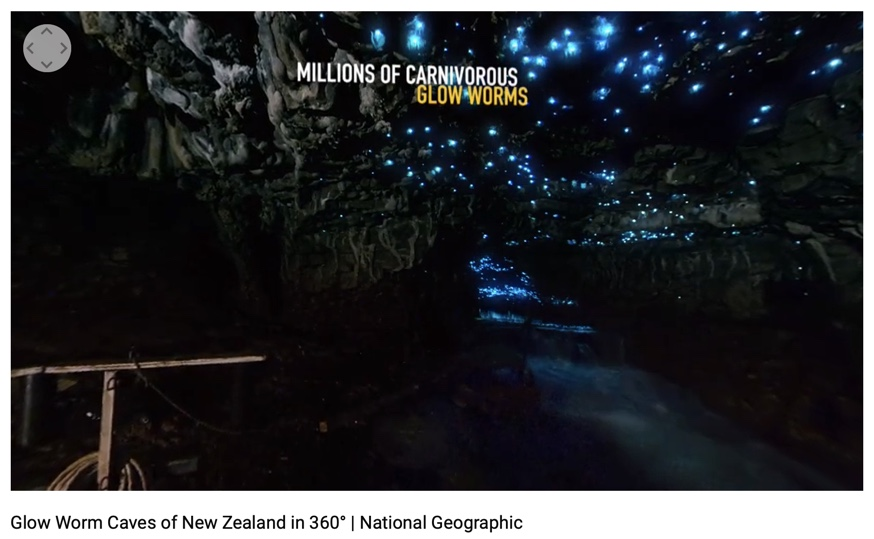 MILLIONS OF CARNIVOROUS
GLOW WORMS
Glow Worm Caves of New Zealand in 360° | National Geographic